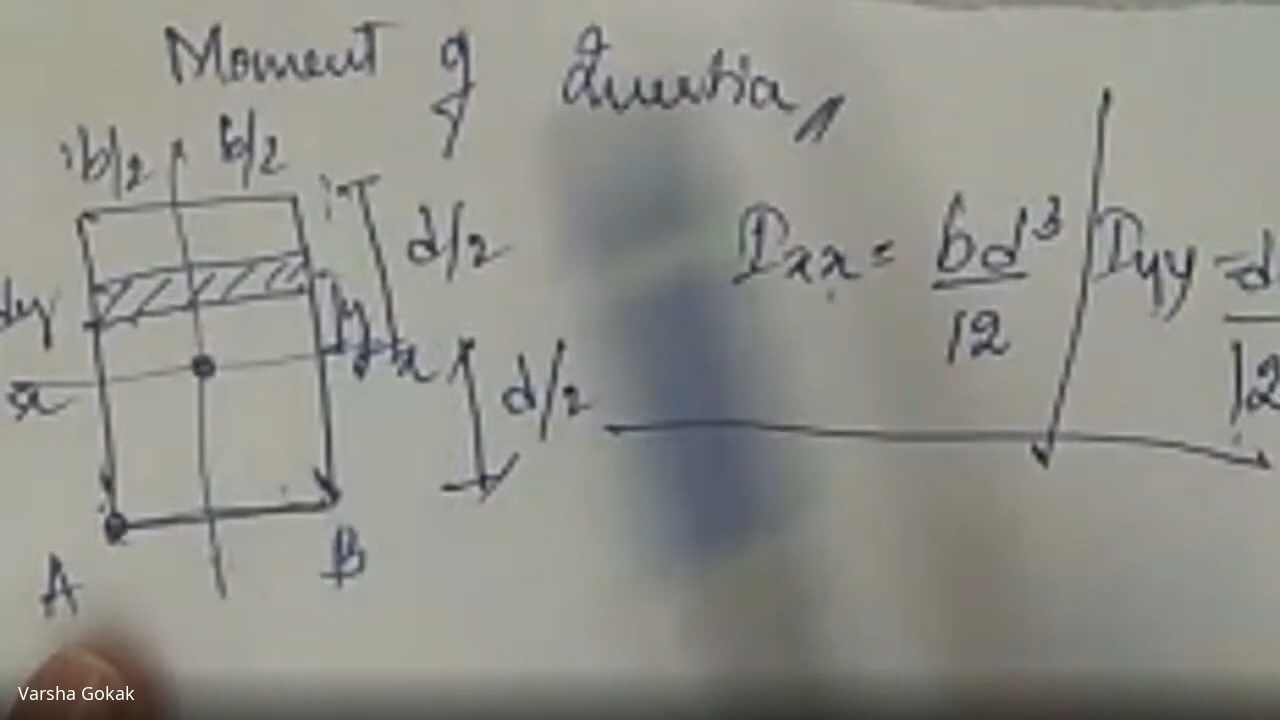 Moment of Inertia
b/2 b/2
d/2
Ixx = bd³/12
Iyy = d
12
dy
y
x x
d/2
A B
Varsha Gokak